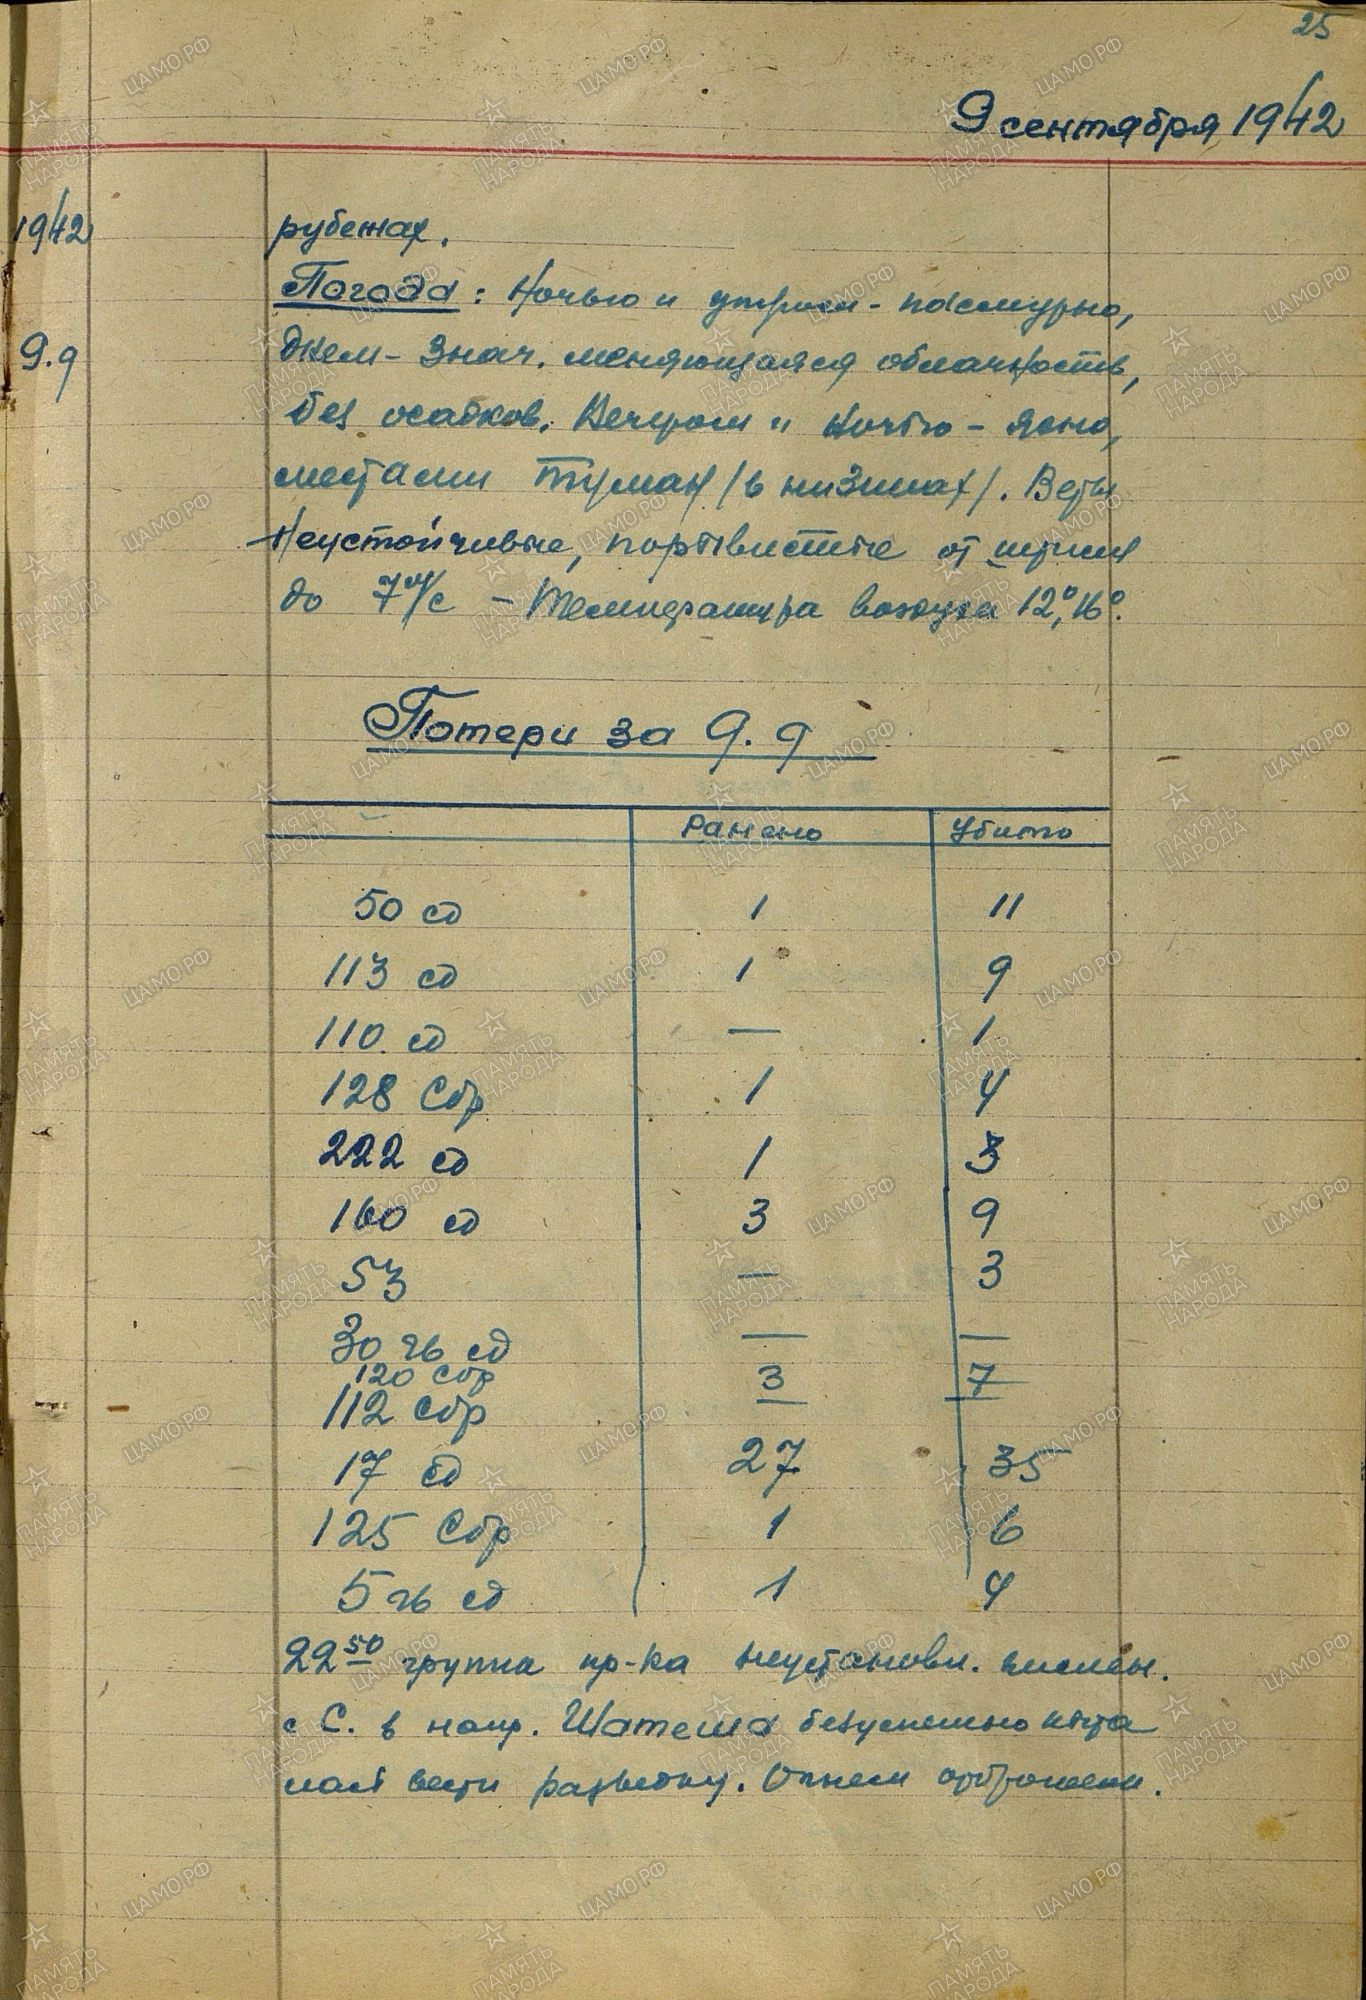 25
9 сентября 1942
1942
рубежах.
Погода: Ночью и утром - пасмурно,
9.9
днем - знач. меняющаяся облачность,
без осадков. Вечером и ночью - ясно,
местами туман /в низинах/. Ветры
неустойчивые, порывистые от штиля
до 7 м/с - Температура воздуха 12°, 16°.
Потери за 9.9
Ранено Убито
50 сд 1 11
113 сд 1 9
110 сд — 1
128 Сбр 1 4
222 сд 1 3
160 сд 3 9
53 — 3
30 гв сд — —
120 сбр 3 7
112 сбр — —
17 сд 27 35
125 Сбр 1 6
5 гв сд 1 4
22 50 группа пр-ка неустановл. числен.
с С. в напр. Шатеша безуспешно пыта
лась вести разведку. Огнем отброшена.
ЦАМО.РФ
ПАМЯТЬ НАРОДА